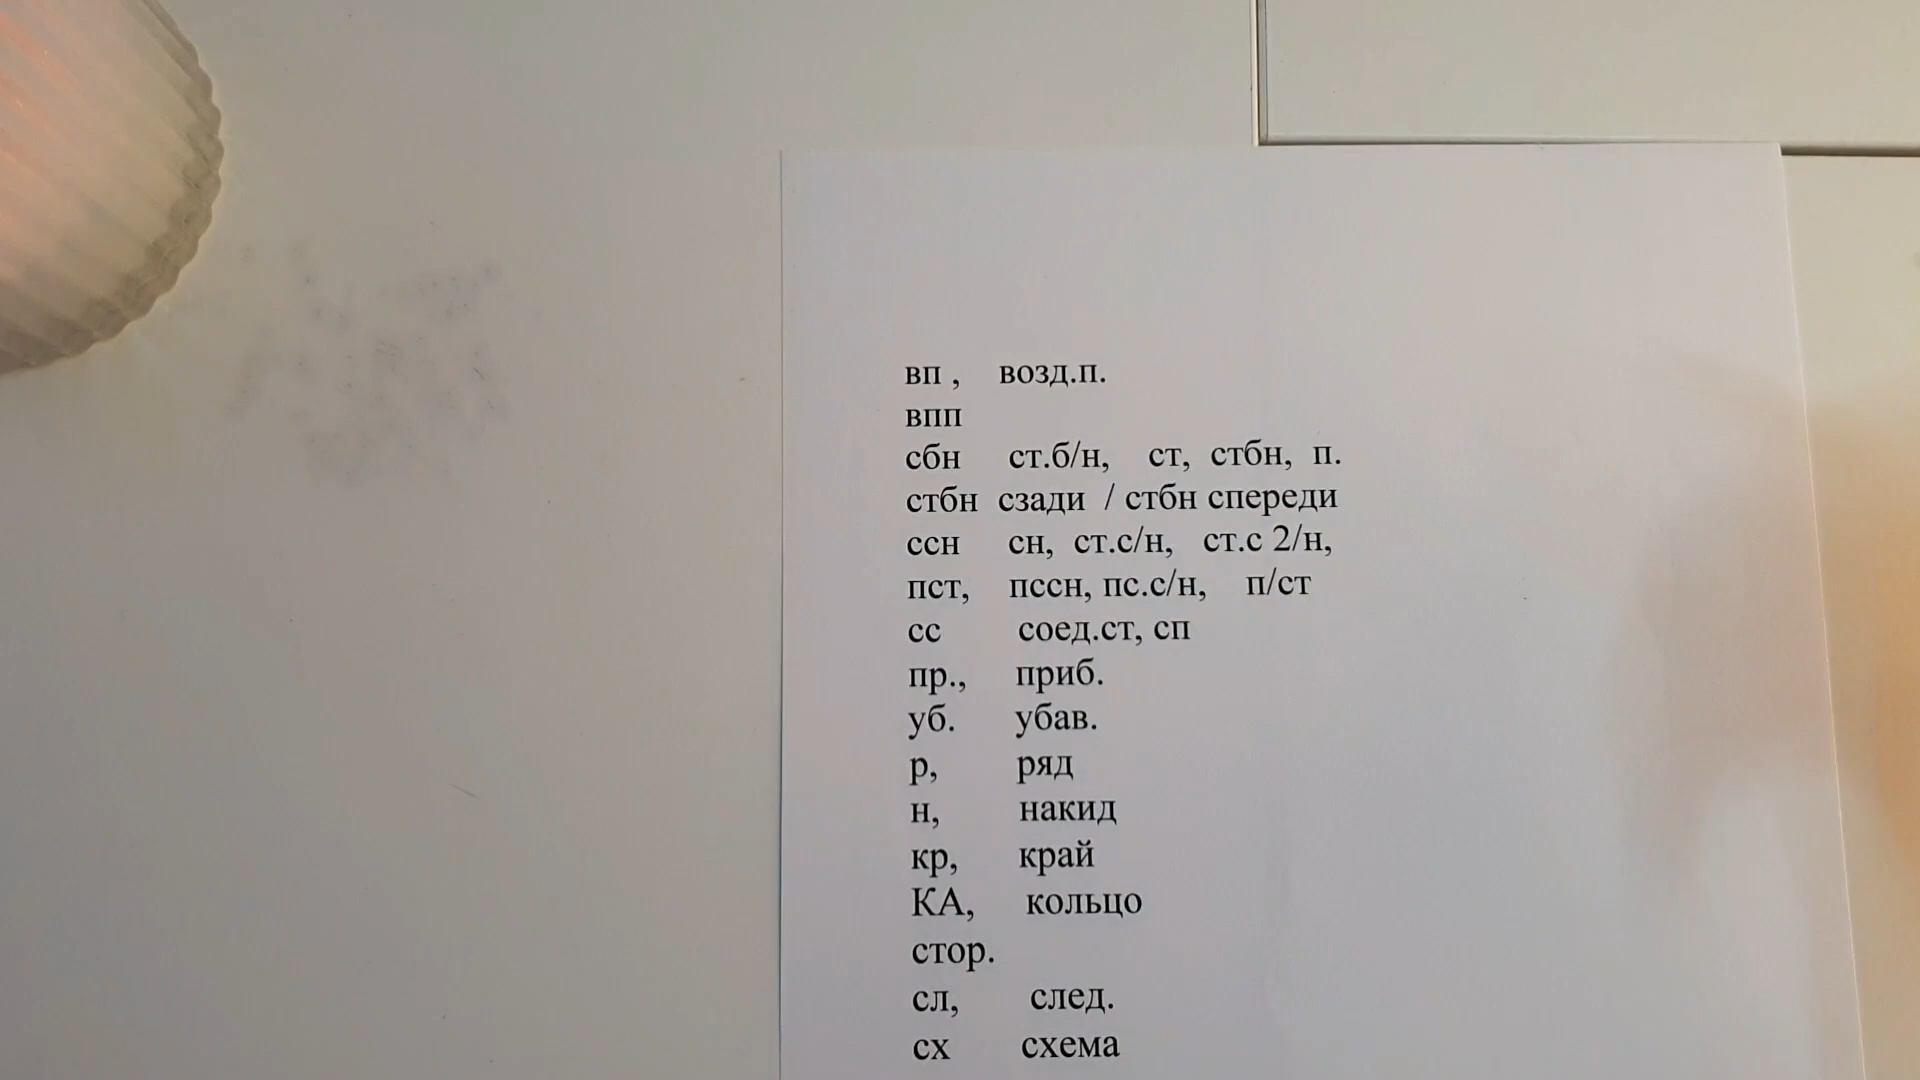 вп , возд.п.
впп
сбн ст.б/н, ст, стбн, п.
стбн сзади / стбн спереди
ссн сн, ст.с/н, ст.с 2/н,
пст, пссн, пс.с/н, п/ст
сс соед.ст, сп
пр., приб.
уб. убав.
р, ряд
н, накид
кр, край
КА, кольцо
стор.
сл, след.
сх схема